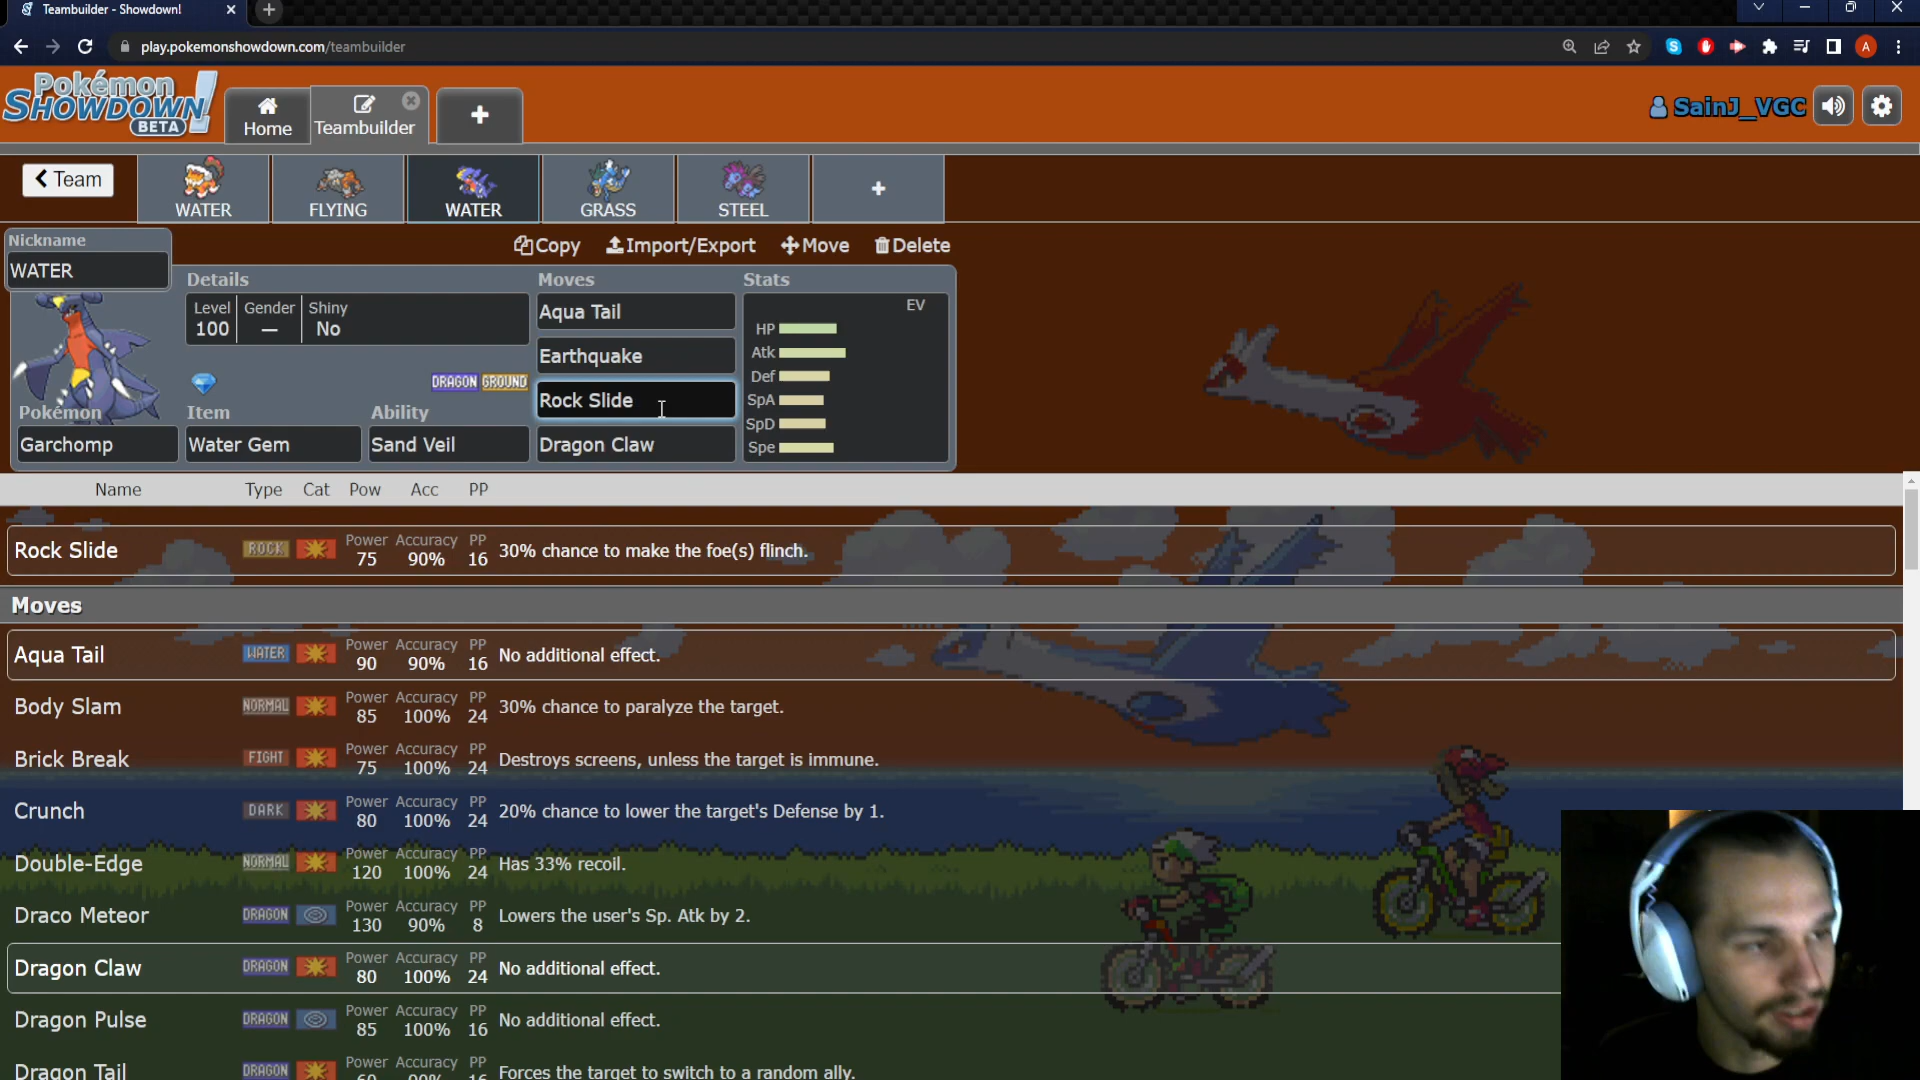 Teambuilder - Showdown!
play.pokemonshowdown.com/teambuilder
A
Pokémon
SHOWDOWN!
BETA
Home
Teambuilder
SainJ_VGC
Team
WATER
FLYING
WATER
GRASS
STEEL
Nickname
WATER
Copy
Import/Export
Move
Delete
Details
Moves
Stats
Level
Gender
Shiny
100
—
No
DRAGON GROUND
Pokémon
Item
Ability
Garchomp
Water Gem
Sand Veil
Aqua Tail
Earthquake
Rock Slide
Dragon Claw
EV
HP
Atk
Def
SpA
SpD
Spe
Name Type Cat Pow Acc PP
Rock Slide ROCK Power 75 Accuracy 90% PP 16 30% chance to make the foe(s) flinch.
Moves
Aqua Tail WATER Power 90 Accuracy 90% PP 16 No additional effect.
Body Slam NORMAL Power 85 Accuracy 100% PP 24 30% chance to paralyze the target.
Brick Break FIGHT Power 75 Accuracy 100% PP 24 Destroys screens, unless the target is immune.
Crunch DARK Power 80 Accuracy 100% PP 24 20% chance to lower the target's Defense by 1.
Double-Edge NORMAL Power 120 Accuracy 100% PP 24 Has 33% recoil.
Draco Meteor DRAGON Power 130 Accuracy 90% PP 8 Lowers the user's Sp. Atk by 2.
Dragon Claw DRAGON Power 80 Accuracy 100% PP 24 No additional effect.
Dragon Pulse DRAGON Power 85 Accuracy 100% PP 16 No additional effect.
Dragon Tail DRAGON Power 60 Accuracy 90% PP 16 Forces the target to switch to a random ally.